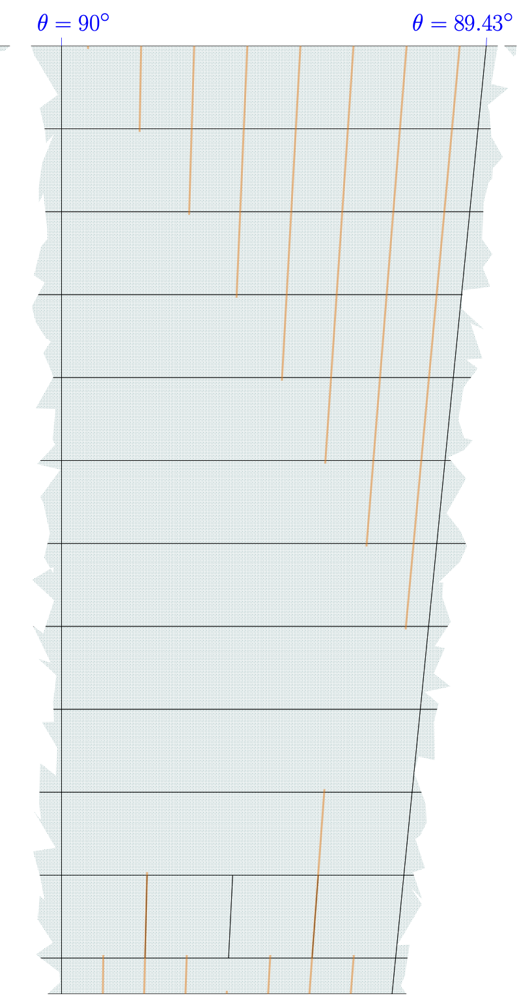 θ = 90° θ = 89.43°